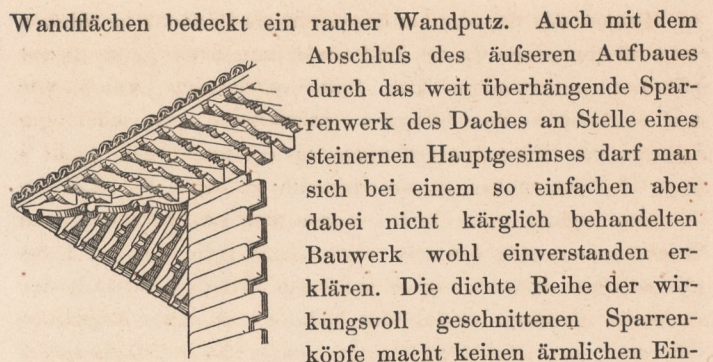 Wandflächen bedeckt ein rauher Wandputz. Auch mit dem
Abschluſs des äuſseren Aufbaues
durch das weit überhängende Spar-
renwerk des Daches an Stelle eines
steinernen Hauptgesimses darf man
sich bei einem so einfachen aber
dabei nicht kärglich behandelten
Bauwerk wohl einverstanden er-
klären. Die dichte Reihe der wir-
kungsvoll geschnittenen Sparren-
köpfe macht keinen ärmlichen Ein-